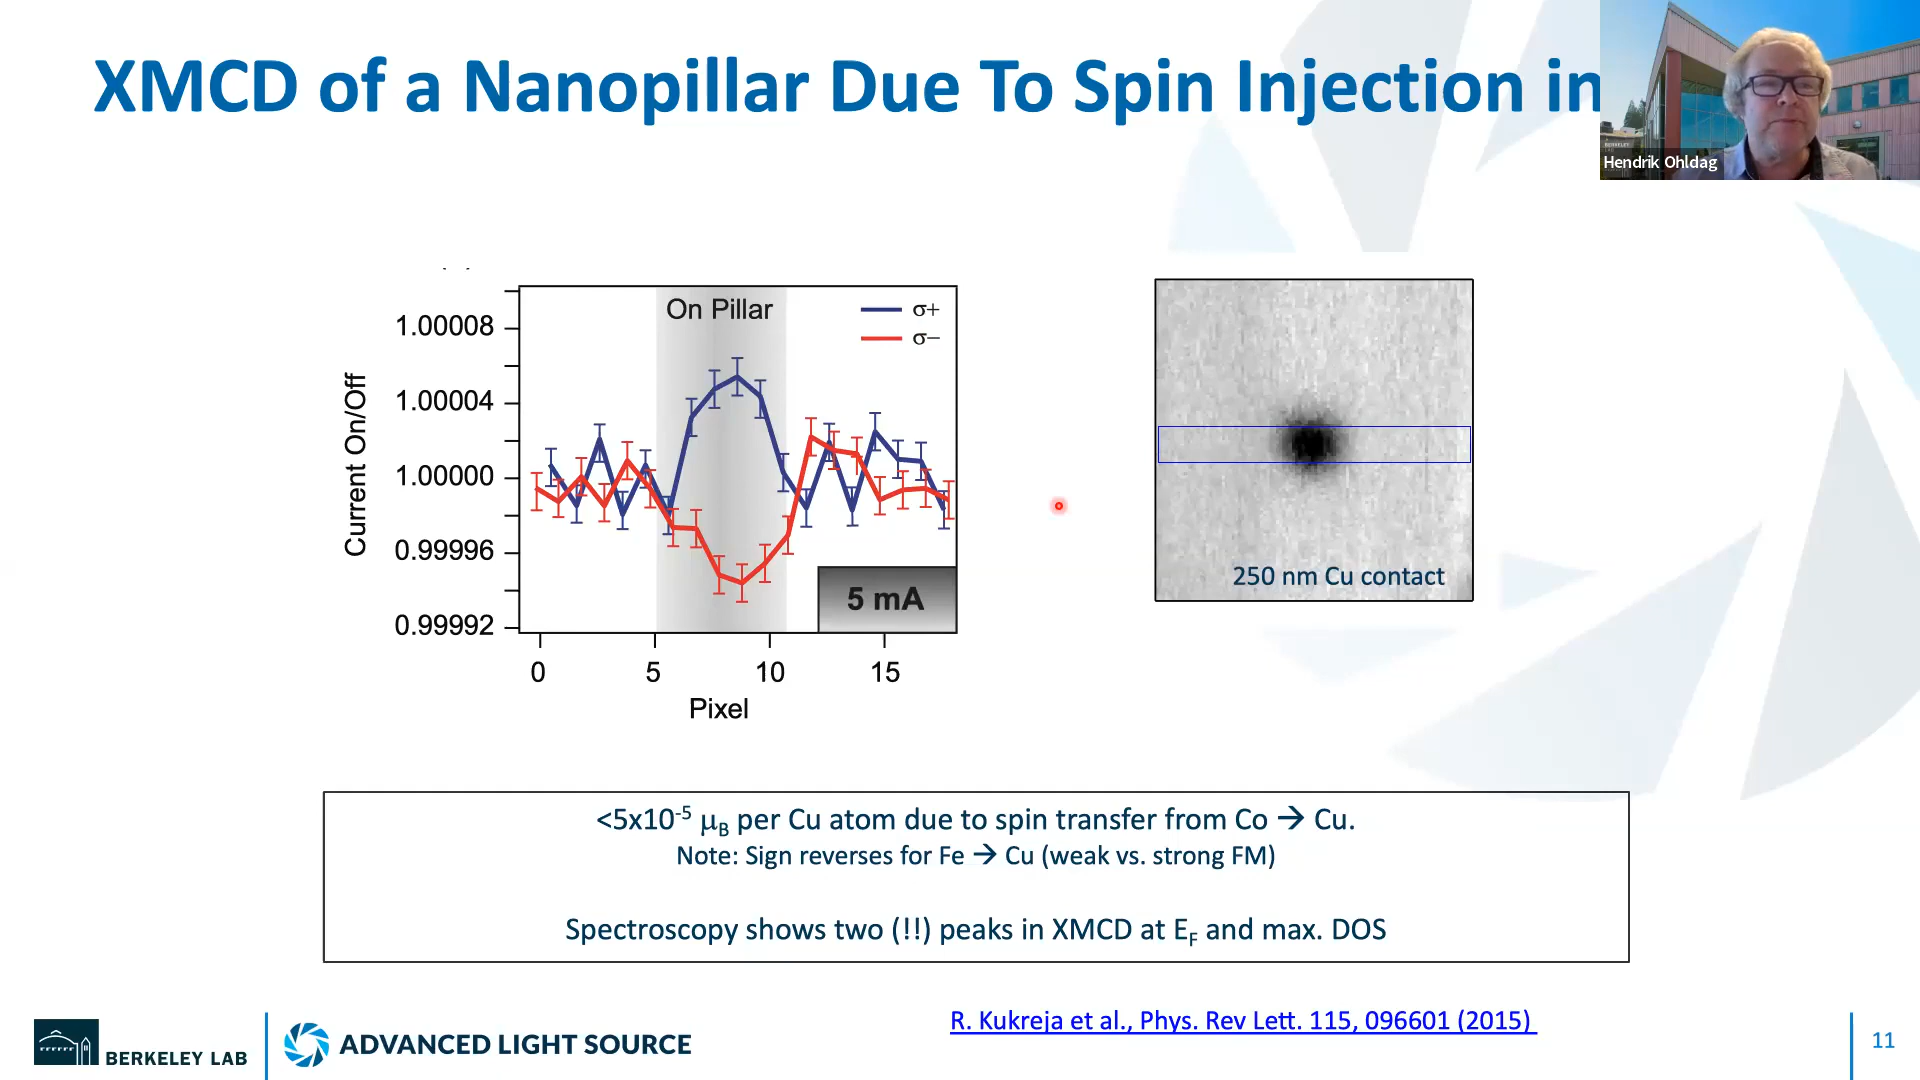 XMCD of a Nanopillar Due To Spin Injection in
Hendrik Ohldag
On Pillar
σ+
σ−
1.00008
1.00004
1.00000
0.99996
0.99992
Current On/Off
5 mA
0
5
10
15
Pixel
250 nm Cu contact
<5x10⁻⁵ μB per Cu atom due to spin transfer from Co → Cu.
Note: Sign reverses for Fe → Cu (weak vs. strong FM)
Spectroscopy shows two (!!) peaks in XMCD at EF and max. DOS
R. Kukreja et al., Phys. Rev Lett. 115, 096601 (2015)
BERKELEY LAB
ADVANCED LIGHT SOURCE
11